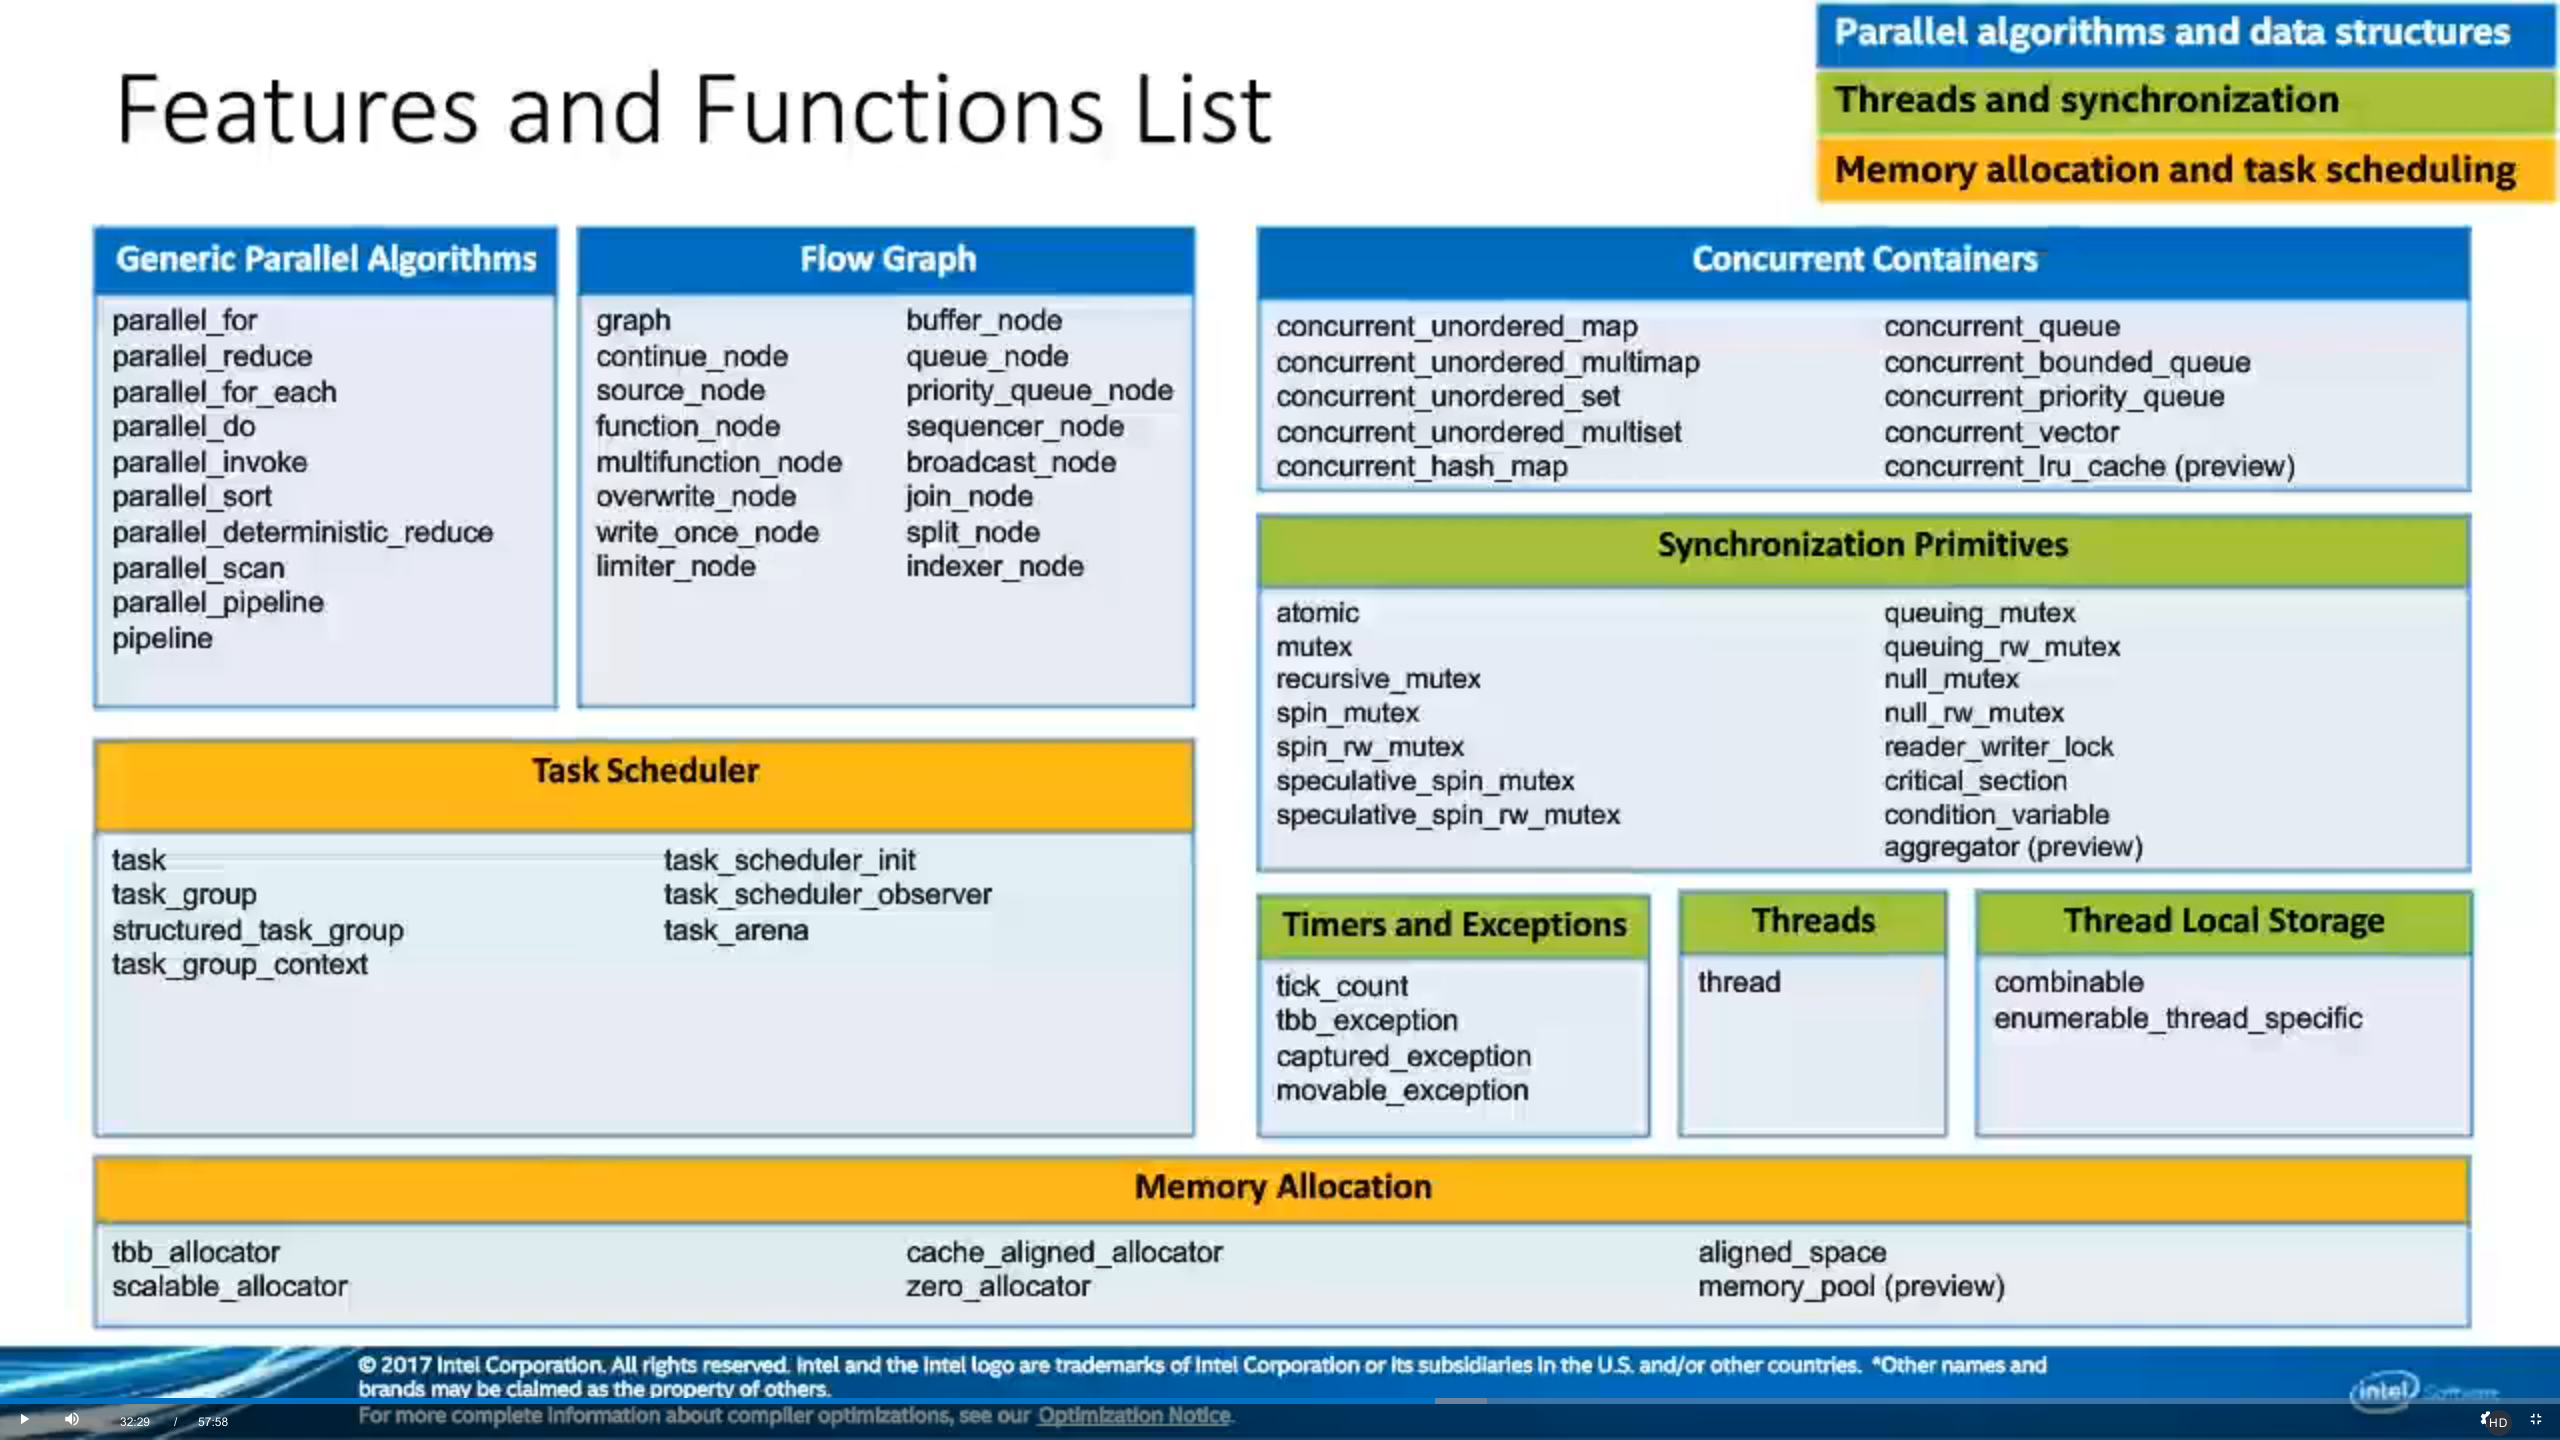 Features and Functions List
Parallel algorithms and data structures
Threads and synchronization
Memory allocation and task scheduling
Generic Parallel Algorithms
parallel_for
parallel_reduce
parallel_for_each
parallel_do
parallel_invoke
parallel_sort
parallel_deterministic_reduce
parallel_scan
parallel_pipeline
pipeline
Flow Graph
graph
continue_node
source_node
function_node
multifunction_node
overwrite_node
write_once_node
limiter_node
buffer_node
queue_node
priority_queue_node
sequencer_node
broadcast_node
join_node
split_node
indexer_node
Concurrent Containers
concurrent_unordered_map
concurrent_unordered_multimap
concurrent_unordered_set
concurrent_unordered_multiset
concurrent_hash_map
concurrent_queue
concurrent_bounded_queue
concurrent_priority_queue
concurrent_vector
concurrent_lru_cache (preview)
Synchronization Primitives
atomic
mutex
recursive_mutex
spin_mutex
spin_rw_mutex
speculative_spin_mutex
speculative_spin_rw_mutex
queuing_mutex
queuing_rw_mutex
null_mutex
null_rw_mutex
reader_writer_lock
critical_section
condition_variable
aggregator (preview)
Task Scheduler
task
task_group
structured_task_group
task_group_context
task_scheduler_init
task_scheduler_observer
task_arena
Timers and Exceptions
tick_count
tbb_exception
captured_exception
movable_exception
Threads
thread
Thread Local Storage
combinable
enumerable_thread_specific
Memory Allocation
tbb_allocator
scalable_allocator
cache_aligned_allocator
zero_allocator
aligned_space
memory_pool (preview)
© 2017 Intel Corporation. All rights reserved. Intel and the Intel logo are trademarks of Intel Corporation or its subsidiaries in the U.S. and/or other countries. *Other names and
brands may be claimed as the property of others.
For more complete information about compiler optimizations, see our Optimization Notice.
intel Software
32:29 / 57:58
HD